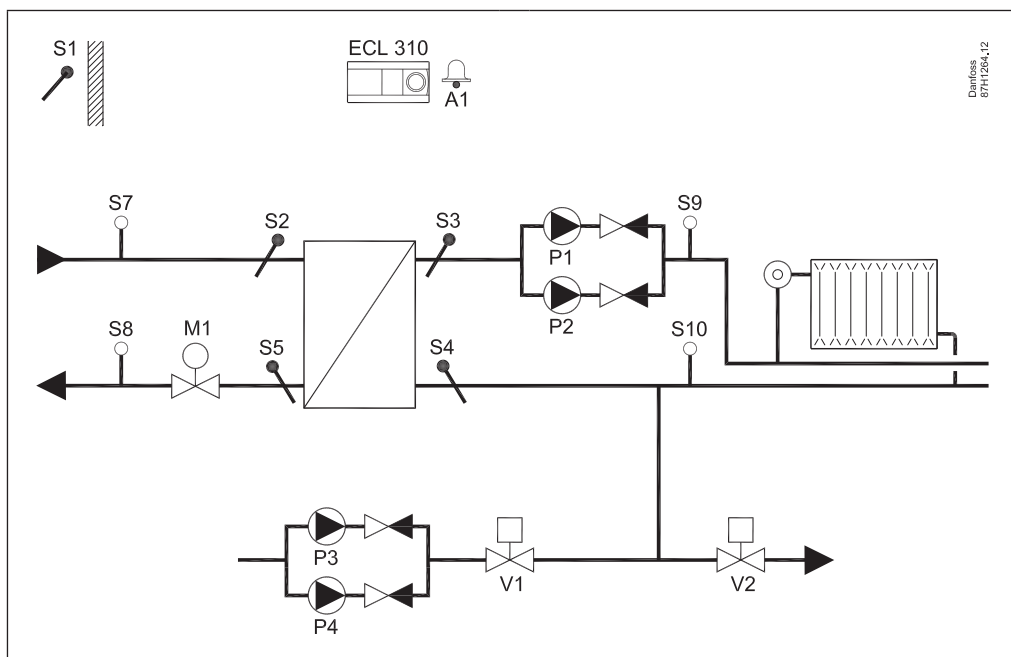 S1
ECL 310
A1
Danfoss
87H1264.12
S7
S2
S3
P1
S9
P2
S8
M1
S5
S4
S10
P3
V1
V2
P4